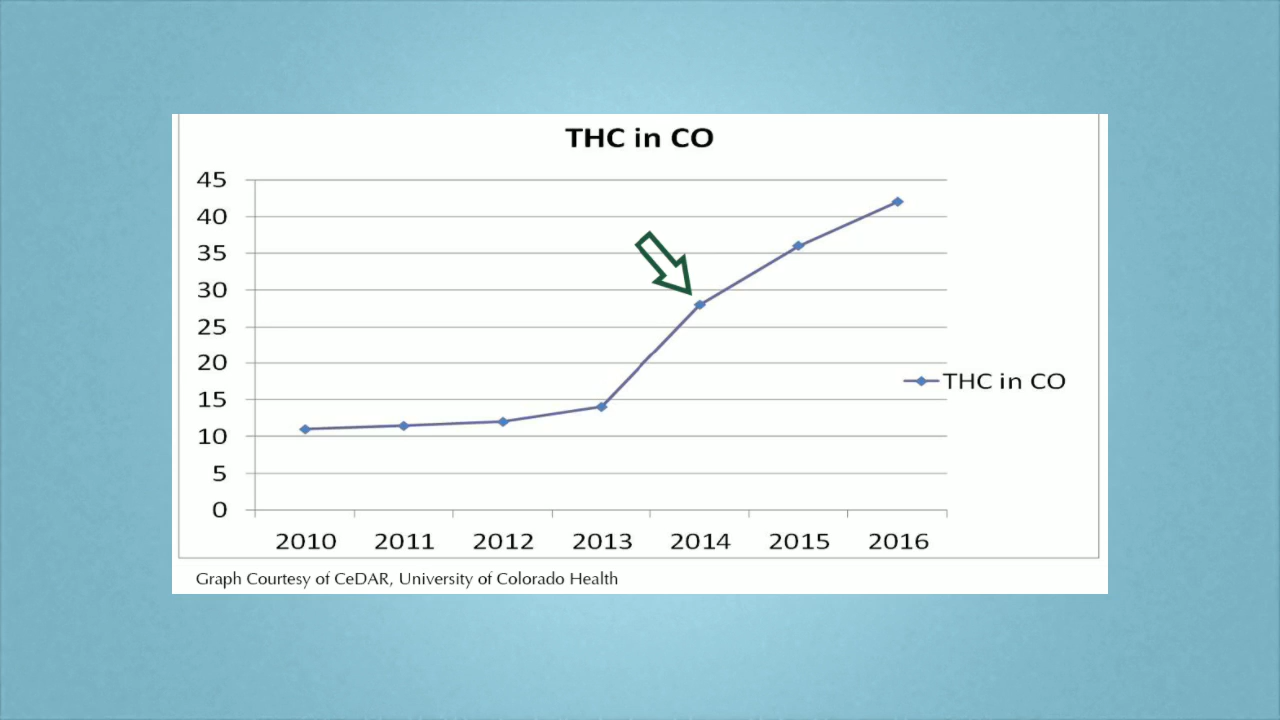 THC in CO
45
40
35
30
25
20
15
10
5
0
THC in CO
2010 2011 2012 2013 2014 2015 2016
Graph Courtesy of CeDAR, University of Colorado Health